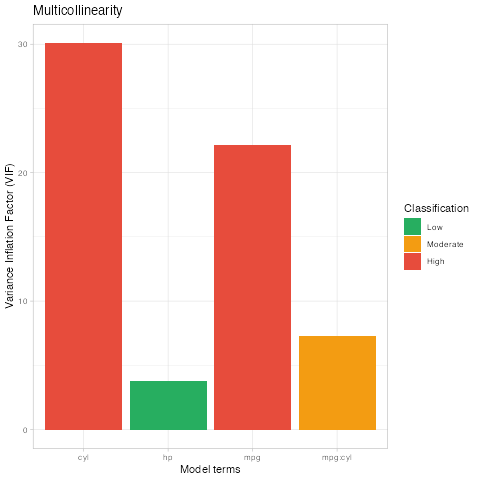 Multicollinearity
Variance Inflation Factor (VIF)
30
20
10
0
cyl
hp
mpg
mpg:cyl
Model terms
Classification
Low
Moderate
High